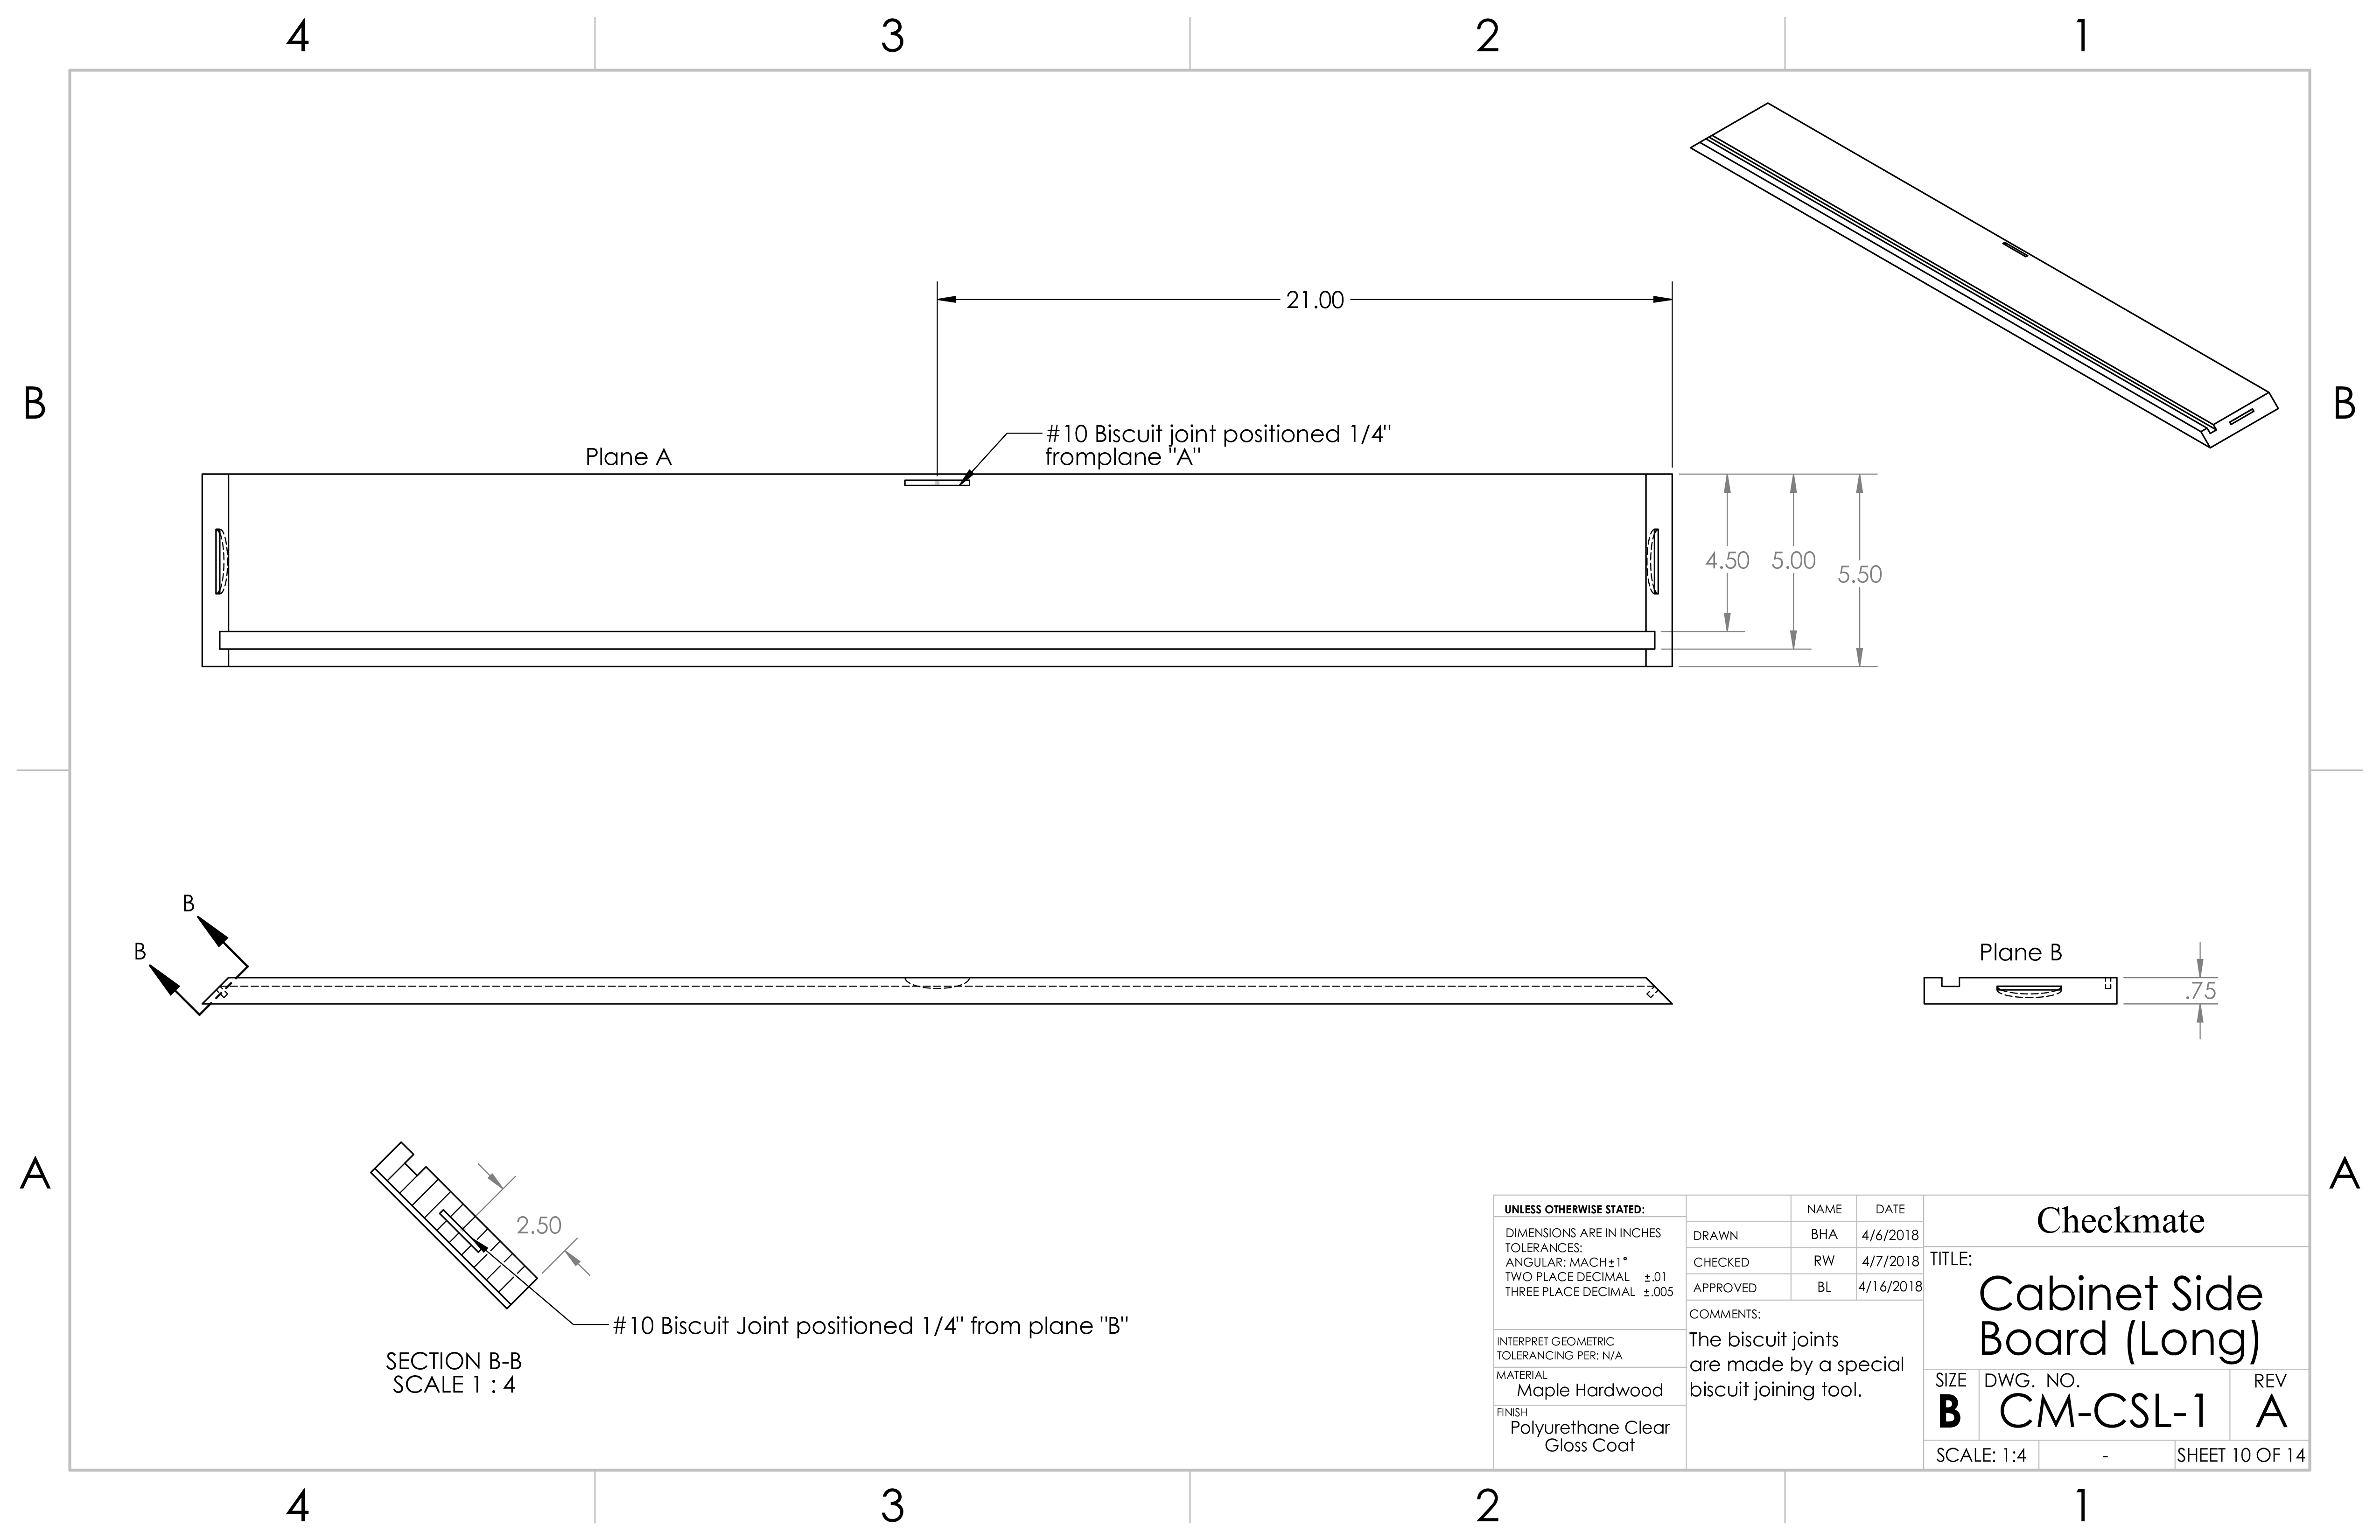 4 3 2 1
21.00
B B
#10 Biscuit joint positioned 1/4"
fromplane "A"
Plane A
4.50 5.00 5.50
B
B
Plane B
.75
A A
2.50
#10 Biscuit Joint positioned 1/4" from plane "B"
SECTION B-B
SCALE 1 : 4
UNLESS OTHERWISE STATED:
DIMENSIONS ARE IN INCHES
TOLERANCES:
ANGULAR: MACH±1°
TWO PLACE DECIMAL ±.01
THREE PLACE DECIMAL ±.005
INTERPRET GEOMETRIC
TOLERANCING PER: N/A
MATERIAL
Maple Hardwood
FINISH
Polyurethane Clear
Gloss Coat
NAME DATE
DRAWN BHA 4/6/2018
CHECKED RW 4/7/2018
APPROVED BL 4/16/2018
COMMENTS:
The biscuit joints
are made by a special
biscuit joining tool.
Checkmate
TITLE:
Cabinet Side
Board (Long)
SIZE DWG. NO. REV
B CM-CSL-1 A
SCALE: 1:4 - SHEET 10 OF 14
4 3 2 1